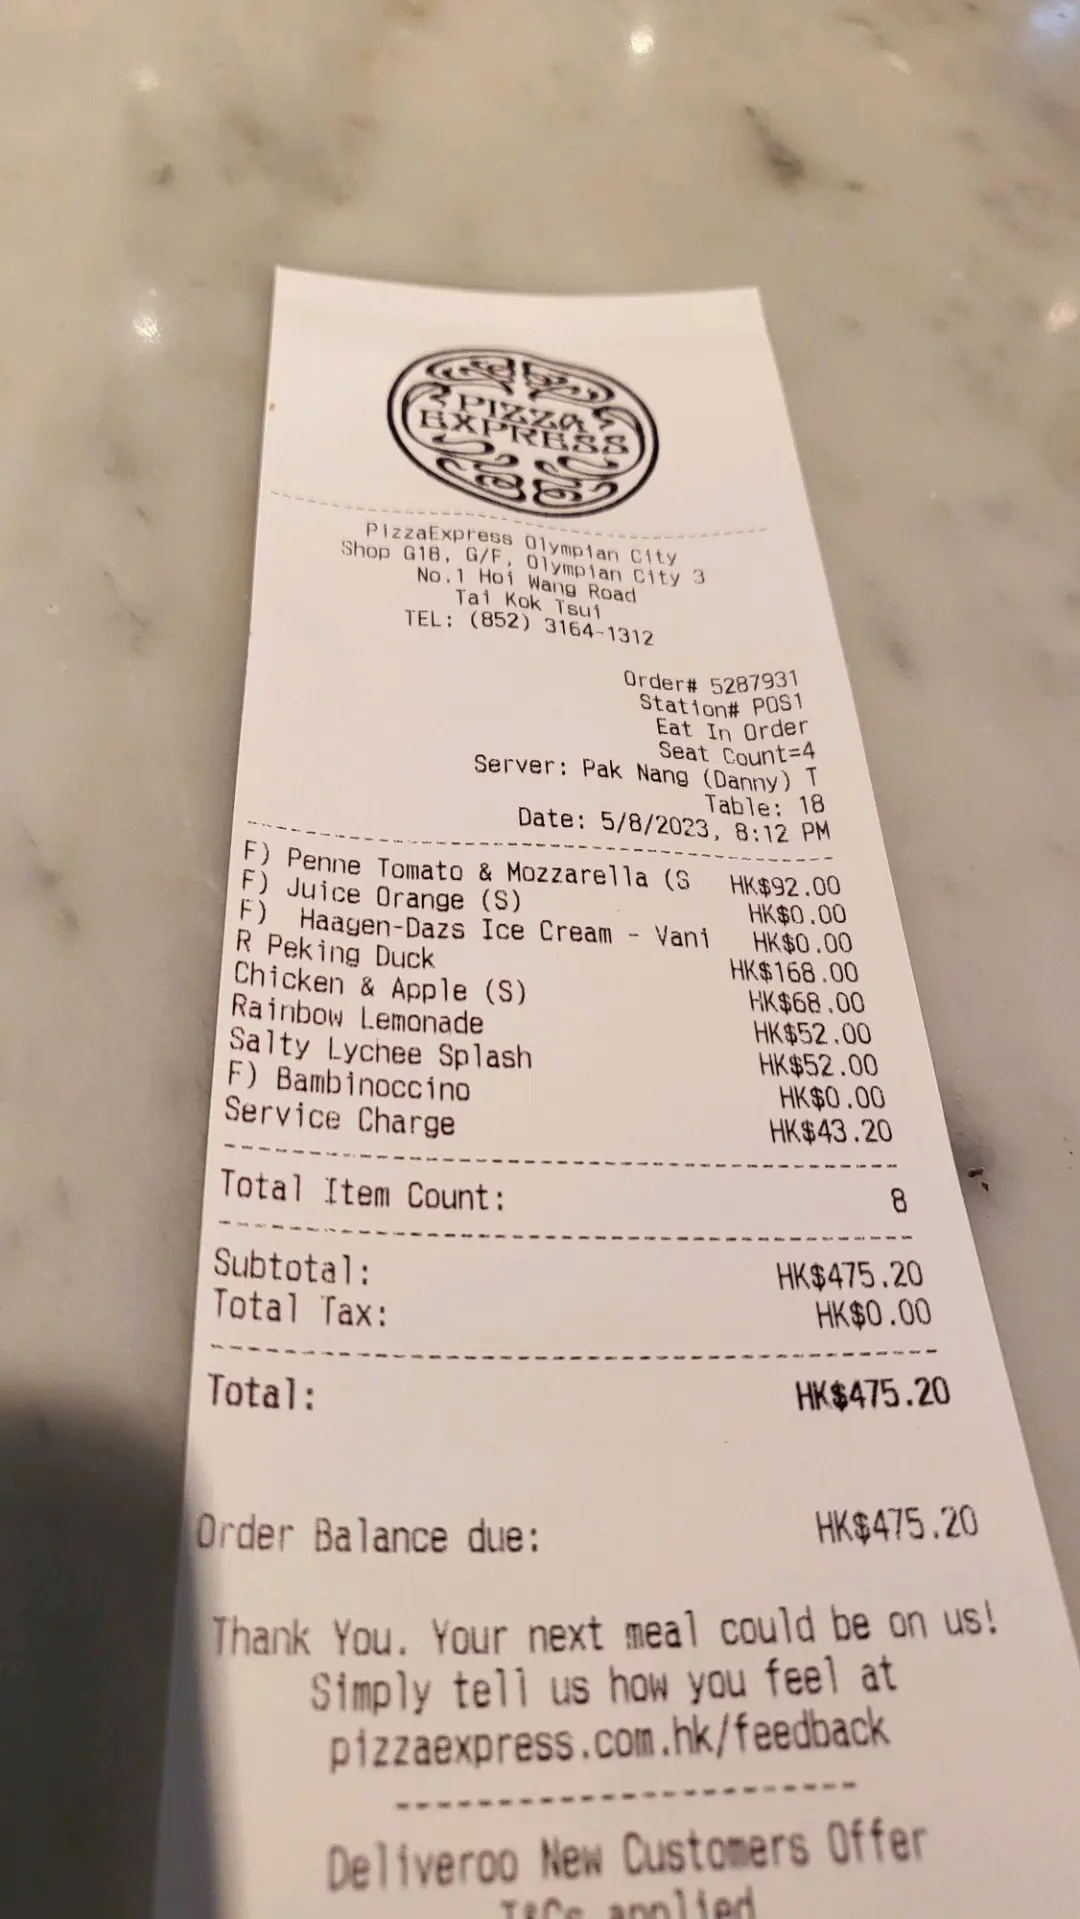 PIZZA
EXPRESS
PizzaExpress Olympian City
Shop G18, G/F, Olympian City 3
No.1 Hoi Wang Road
Tai Kok Tsui
TEL: (852) 3164-1312
Order# 5287931
Station# POS1
Eat In Order
Seat Count=4
Server: Pak Nang (Danny) T
Table: 18
Date: 5/8/2023, 8:12 PM
F) Penne Tomato & Mozzarella (S HK$92.00
F) Juice Orange (S) HK$0.00
F) Haagen-Dazs Ice Cream - Vani HK$0.00
R Peking Duck HK$168.00
Chicken & Apple (S) HK$68.00
Rainbow Lemonade HK$52.00
Salty Lychee Splash HK$52.00
F) Bambinoccino HK$0.00
Service Charge HK$43.20
Total Item Count: 8
Subtotal: HK$475.20
Total Tax: HK$0.00
Total: HK$475.20
Order Balance due: HK$475.20
Thank You. Your next meal could be on us!
Simply tell us how you feel at
pizzaexpress.com.hk/feedback
Deliveroo New Customers Offer
T&Cs applied